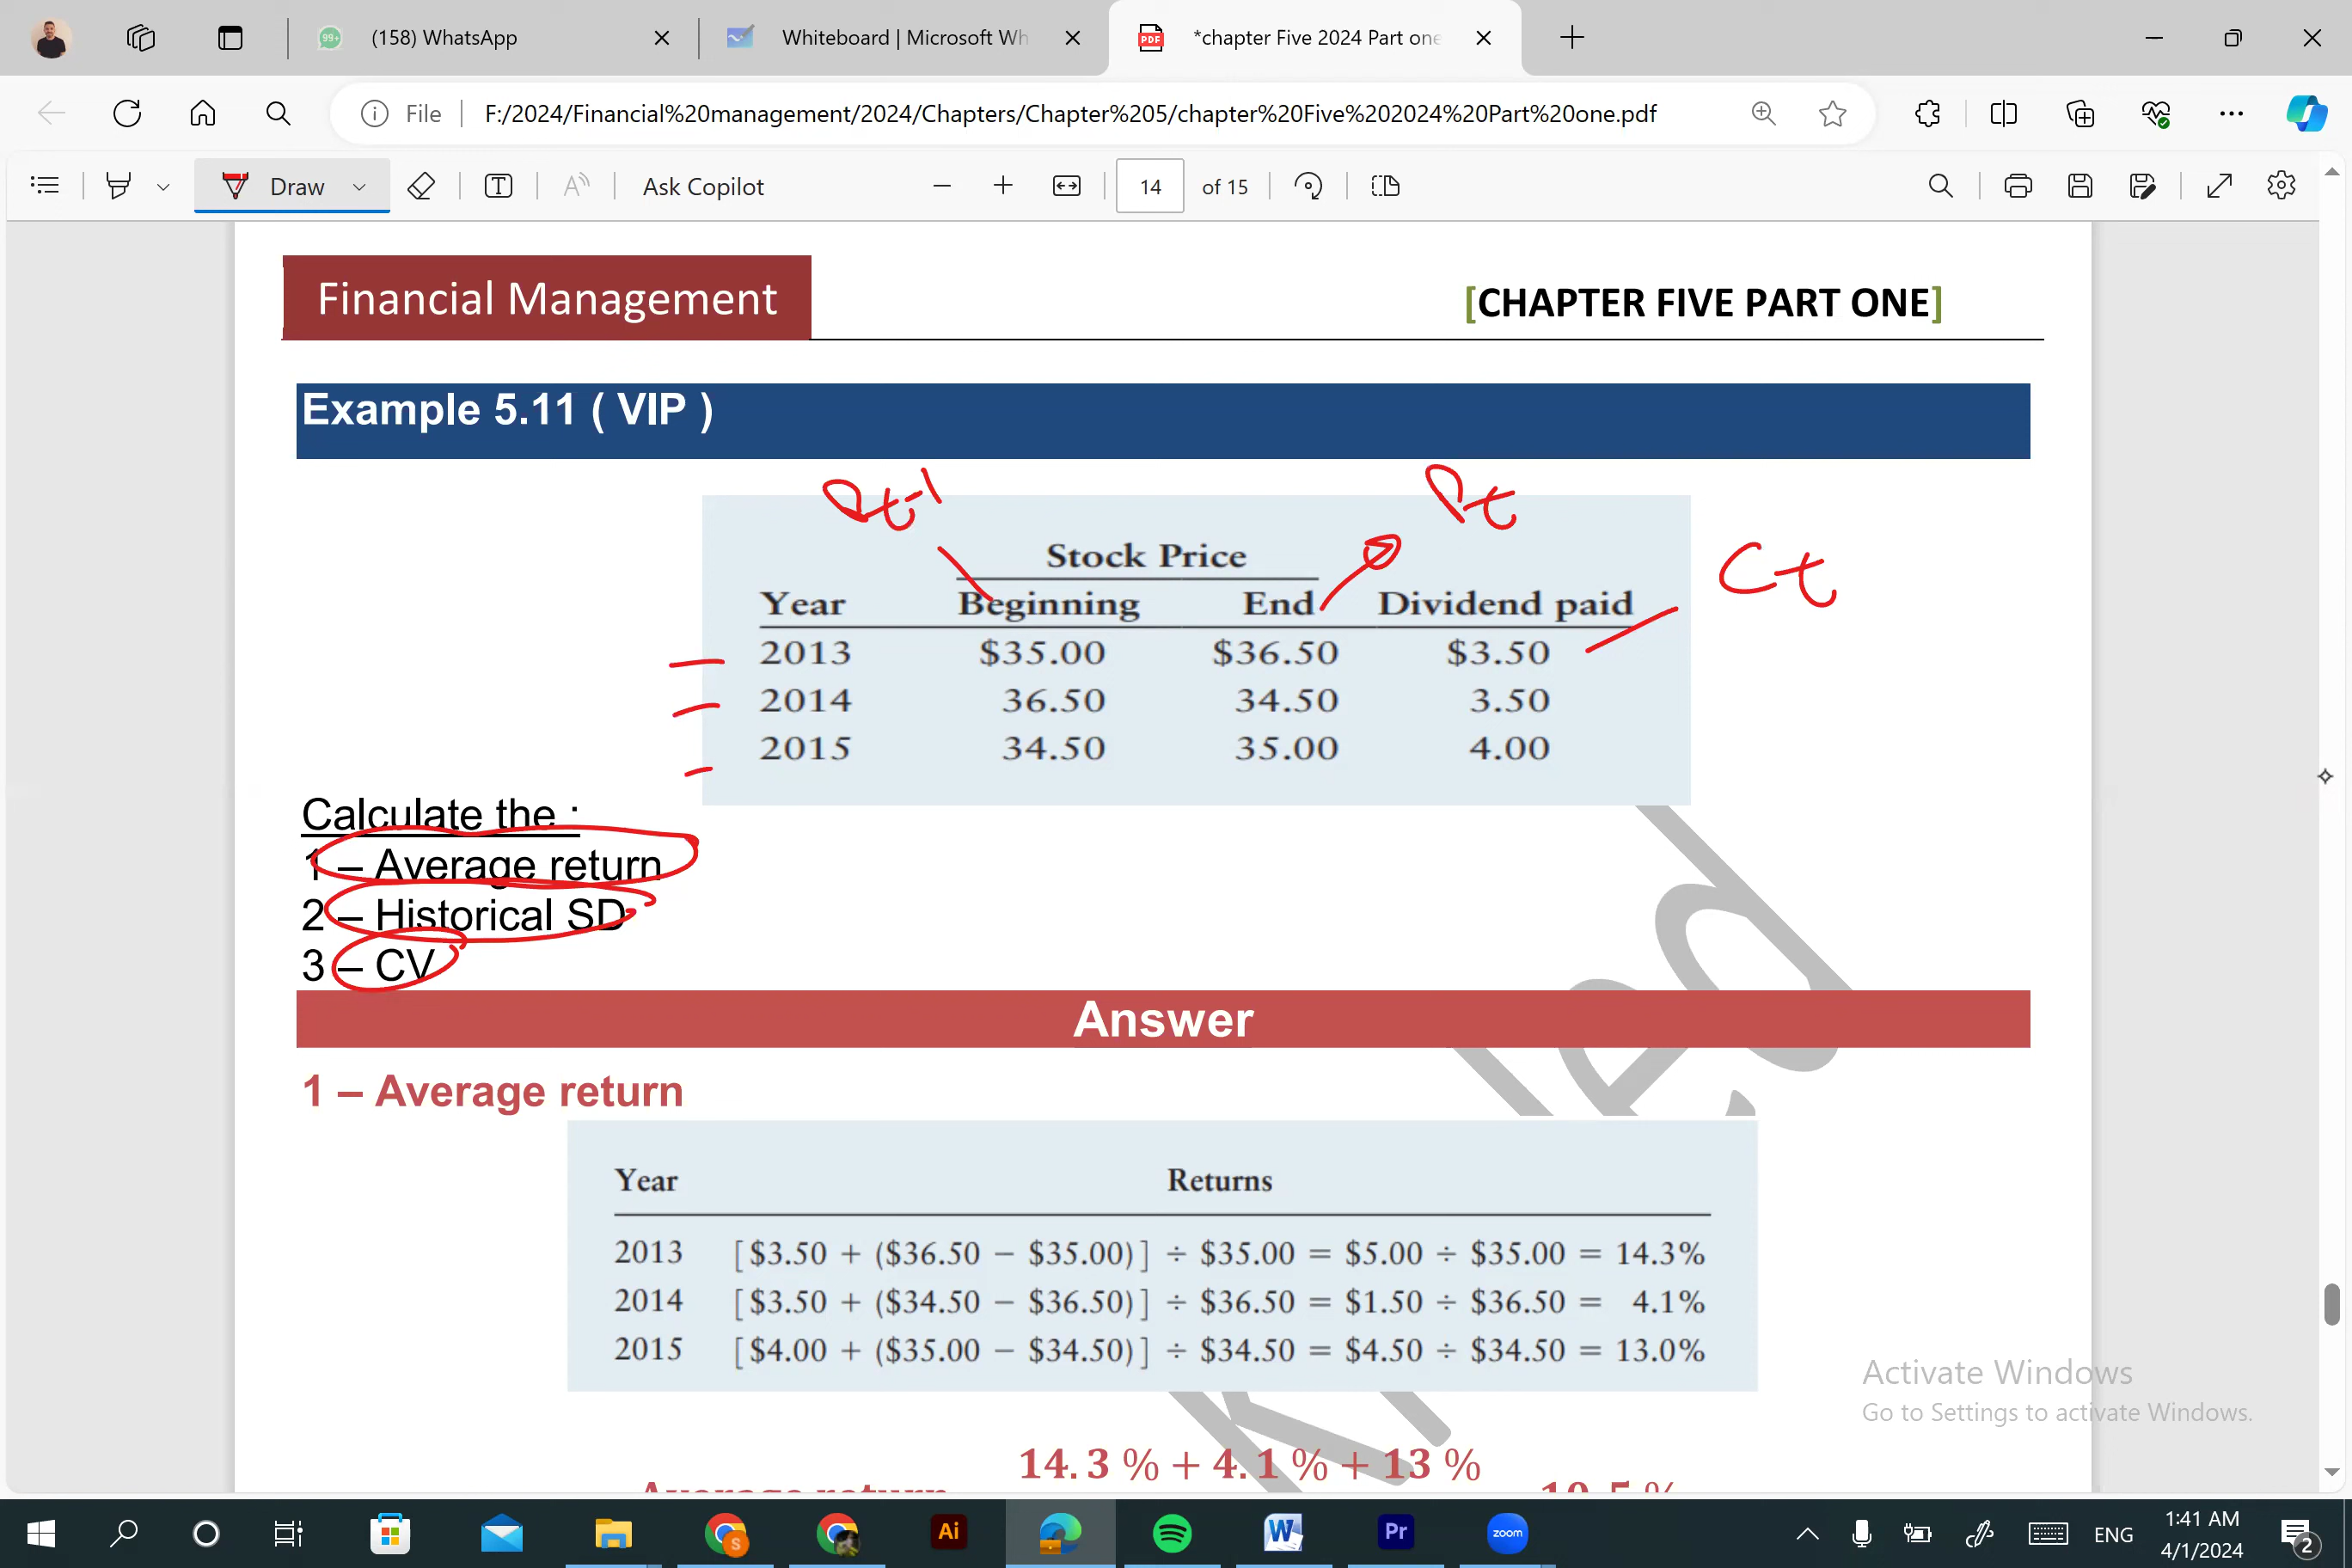 (158) WhatsApp
Whiteboard | Microsoft Wh
*chapter Five 2024 Part one
File
F:/2024/Financial%20management/2024/Chapters/Chapter%205/chapter%20Five%202024%20Part%20one.pdf
Draw
Ask Copilot
14 of 15
Financial Management
[CHAPTER FIVE PART ONE]
Example 5.11 ( VIP )
Pt-1
Pt
Ct
Stock Price
Year Beginning End Dividend paid
2013 $35.00 $36.50 $3.50
2014 36.50 34.50 3.50
2015 34.50 35.00 4.00
Calculate the :
1 – Average return
2 – Historical SD
3 – CV
Answer
1 – Average return
Year Returns
2013 [$3.50 + ($36.50 − $35.00)] ÷ $35.00 = $5.00 ÷ $35.00 = 14.3%
2014 [$3.50 + ($34.50 − $36.50)] ÷ $36.50 = $1.50 ÷ $36.50 = 4.1%
2015 [$4.00 + ($35.00 − $34.50)] ÷ $34.50 = $4.50 ÷ $34.50 = 13.0%
14.3 % + 4.1 % + 13 %
Average return 10.5 %
Activate Windows
Go to Settings to activate Windows.
Ai
Pr
zoom
ENG
1:41 AM
4/1/2024
2